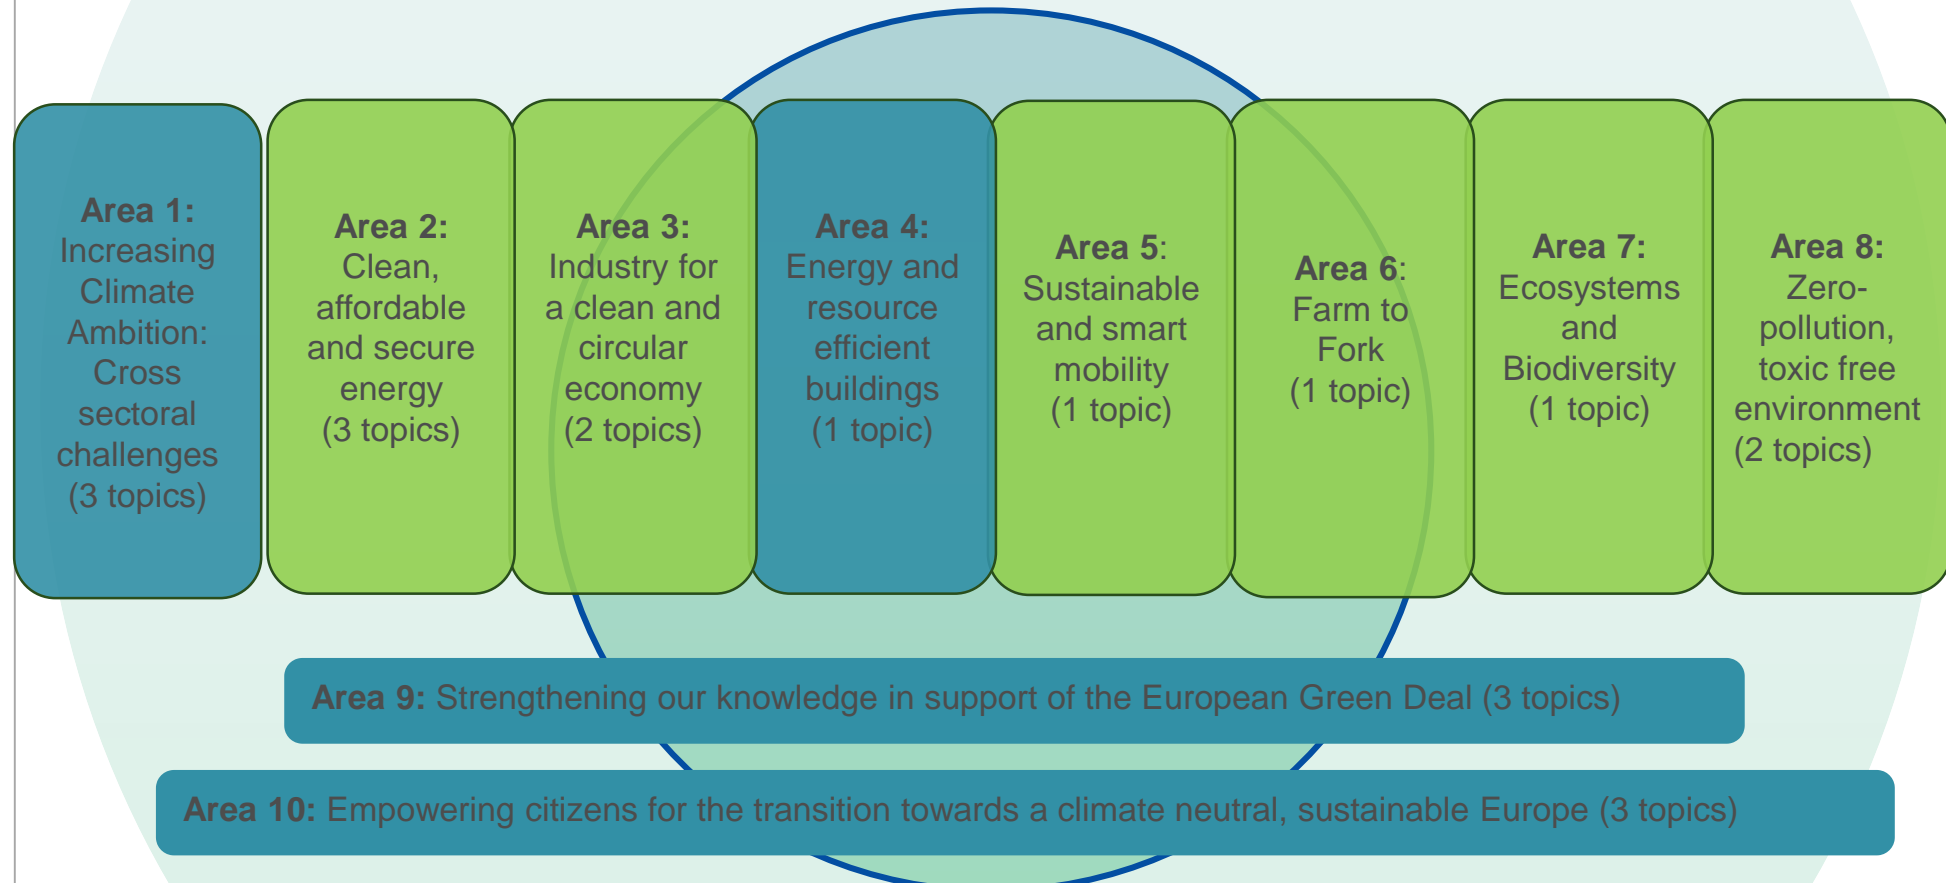 Area 1:
Increasing
Climate
Ambition:
Cross
sectoral
challenges
(3 topics)
Area 2:
Clean,
affordable
and secure
energy
(3 topics)
Area 3:
Industry for
a clean and
circular
economy
(2 topics)
Area 4:
Energy and
resource
efficient
buildings
(1 topic)
Area 5:
Sustainable
and smart
mobility
(1 topic)
Area 6:
Farm to
Fork
(1 topic)
Area 7:
Ecosystems
and
Biodiversity
(1 topic)
Area 8:
Zero-
pollution,
toxic free
environment
(2 topics)
Area 9: Strengthening our knowledge in support of the European Green Deal (3 topics)
Area 10: Empowering citizens for the transition towards a climate neutral, sustainable Europe (3 topics)